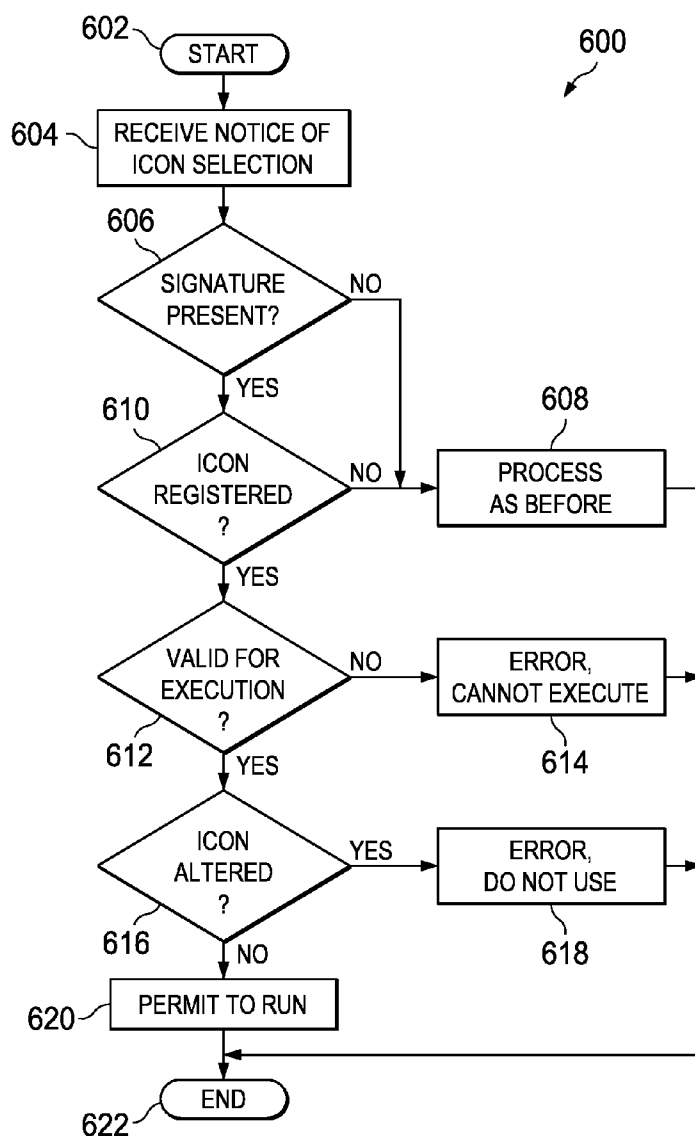 602
START
600
604
RECEIVE NOTICE OF
ICON SELECTION
606
SIGNATURE
PRESENT?
NO
YES
610
ICON
REGISTERED
?
NO
608
PROCESS
AS BEFORE
YES
VALID FOR
EXECUTION
?
NO
612
ERROR,
CANNOT EXECUTE
614
YES
ICON
ALTERED
?
YES
616
ERROR,
DO NOT USE
618
NO
620
PERMIT TO RUN
END
622